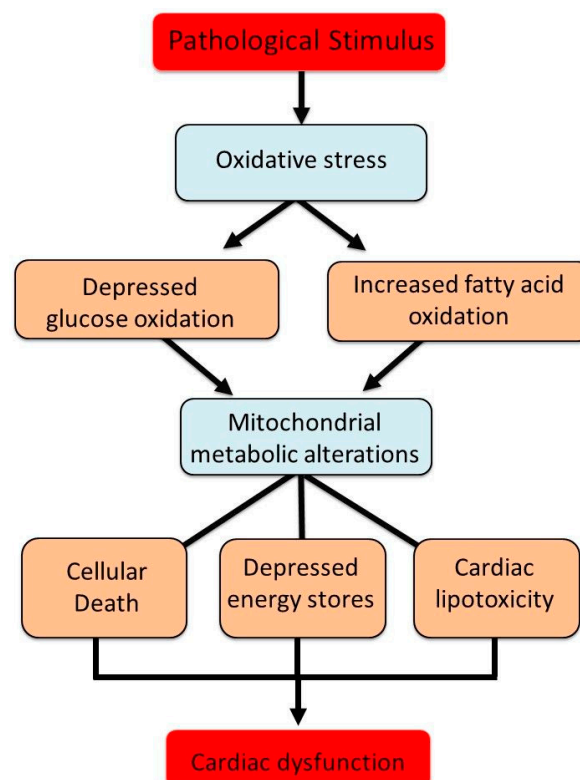 Pathological Stimulus
Oxidative stress
Depressed
glucose oxidation
Increased fatty acid
oxidation
Mitochondrial
metabolic alterations
Cellular
Death
Depressed
energy stores
Cardiac
lipotoxicity
Cardiac dysfunction